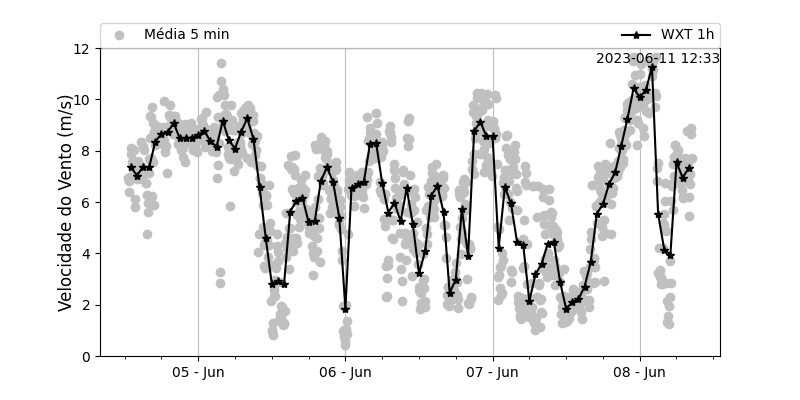 Média 5 min
WXT 1h
2023-06-11 12:33
Velocidade do Vento (m/s)
12
10
8
6
4
2
0
05 - Jun
06 - Jun
07 - Jun
08 - Jun